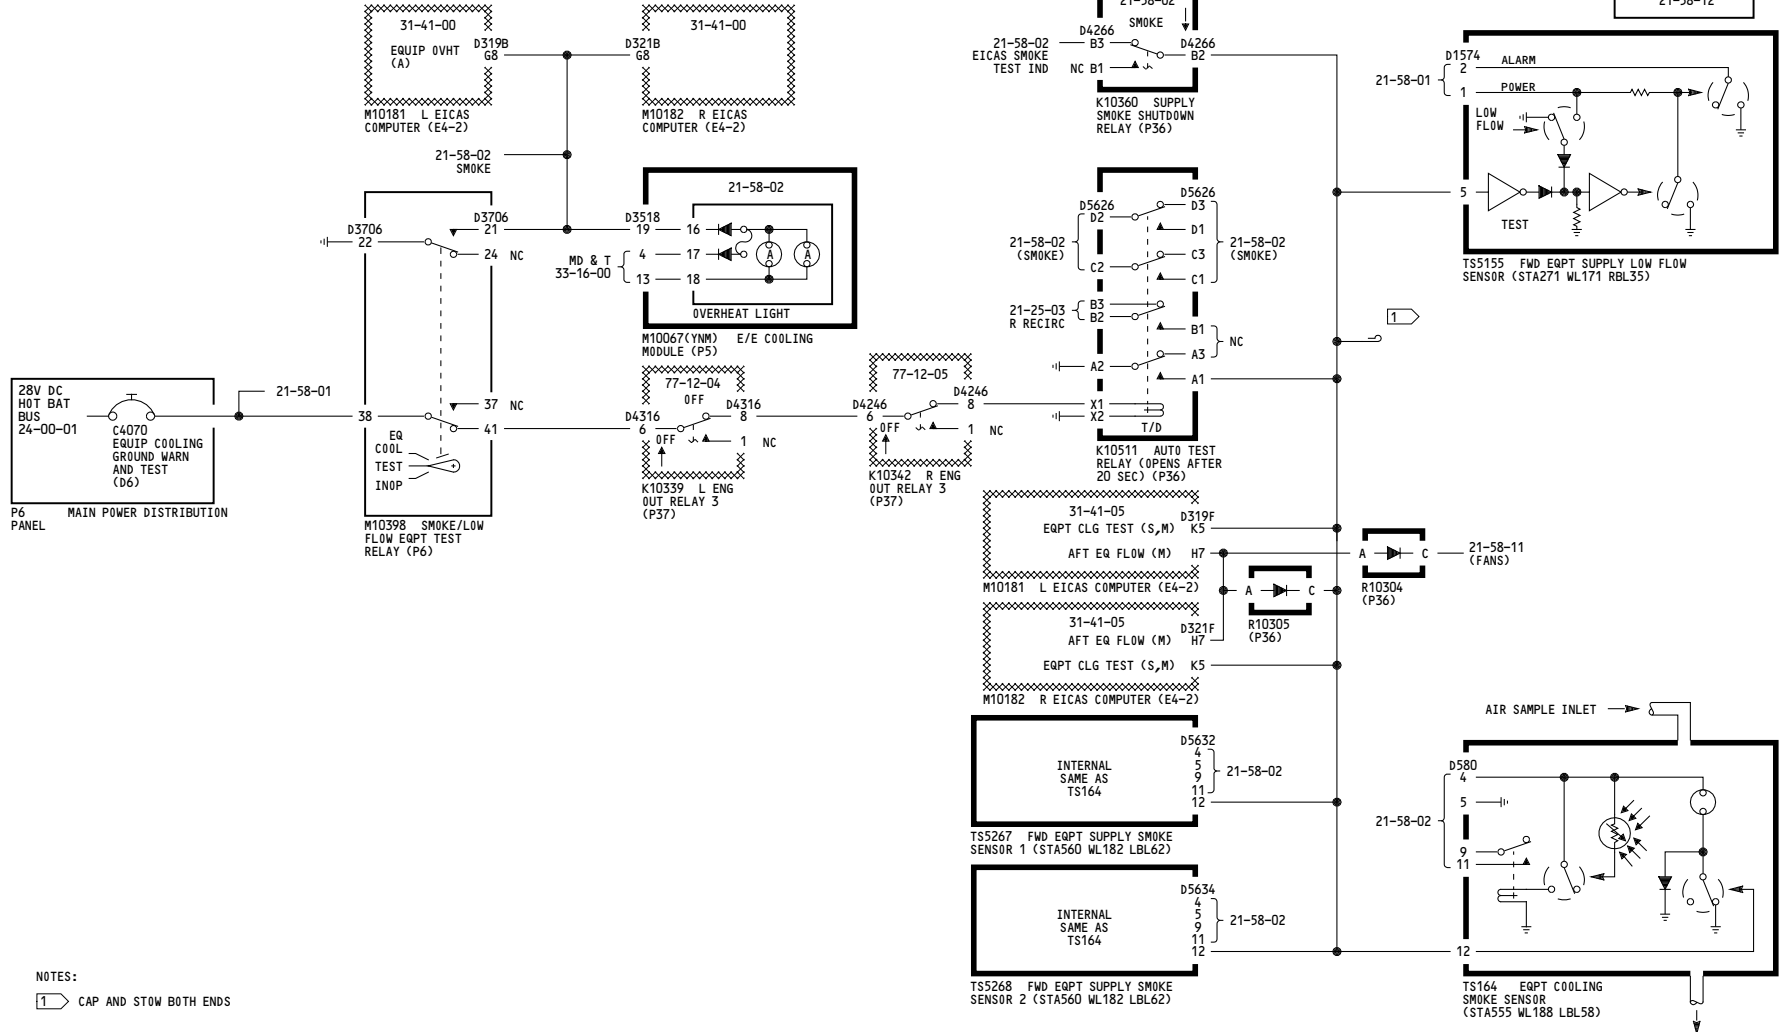 31-41-00
EQUIP OVHT
(A)
D319B
G8
M10181 L EICAS
COMPUTER (E4-2)
31-41-00
D321B
G8
M10182 R EICAS
COMPUTER (E4-2)
21-58-02
SMOKE
21-58-02
SMOKE
D4266
B3
D4266
B2
NC B1
21-58-02
EICAS SMOKE
TEST IND
K10360 SUPPLY
SMOKE SHUTDOWN
RELAY (P36)
21-58-12
D1574
2
ALARM
21-58-01
1
POWER
LOW
FLOW
5
TEST
TS5155 FWD EQPT SUPPLY LOW FLOW
SENSOR (STA271 WL171 RBL35)
D3706
22
D3706
21
24 NC
37 NC
38
41
EQ
COOL
TEST
INOP
M10398 SMOKE/LOW
FLOW EQPT TEST
RELAY (P6)
21-58-02
D3518
19 16
4 17
13 18
MD & T
33-16-00
A
A
OVERHEAT LIGHT
M10067(YNM) E/E COOLING
MODULE (P5)
D5626
D3
D5626
D2
D1
21-58-02
(SMOKE)
C3
C2
C1
21-58-02
(SMOKE)
21-25-03
R RECIRC
B3
B2
B1
NC
A3
A2
A1
X1
X2
T/D
K10511 AUTO TEST
RELAY (OPENS AFTER
20 SEC) (P36)
1
28V DC
HOT BAT
BUS
24-00-01
C4070
EQUIP COOLING
GROUND WARN
AND TEST
(D6)
P6
PANEL
MAIN POWER DISTRIBUTION
21-58-01
77-12-04
OFF
D4316
6
D4316
8
OFF
1 NC
K10339 L ENG
OUT RELAY 3
(P37)
77-12-05
D4246
6
D4246
8
OFF
1 NC
K10342 R ENG
OUT RELAY 3
(P37)
31-41-05
D319F
EQPT CLG TEST (S,M) K5
AFT EQ FLOW (M) H7
M10181 L EICAS COMPUTER (E4-2)
A C
21-58-11
(FANS)
R10304
(P36)
A C
R10305
(P36)
31-41-05
D321F
AFT EQ FLOW (M) H7
EQPT CLG TEST (S,M) K5
M10182 R EICAS COMPUTER (E4-2)
INTERNAL
SAME AS
TS164
D5632
4
5
9
11
12
21-58-02
TS5267 FWD EQPT SUPPLY SMOKE
SENSOR 1 (STA560 WL182 LBL62)
INTERNAL
SAME AS
TS164
D5634
4
5
9
11
12
21-58-02
TS5268 FWD EQPT SUPPLY SMOKE
SENSOR 2 (STA560 WL182 LBL62)
AIR SAMPLE INLET
D580
4
5
21-58-02
9
11
12
TS164 EQPT COOLING
SMOKE SENSOR
(STA555 WL188 LBL58)
NOTES:
1 CAP AND STOW BOTH ENDS